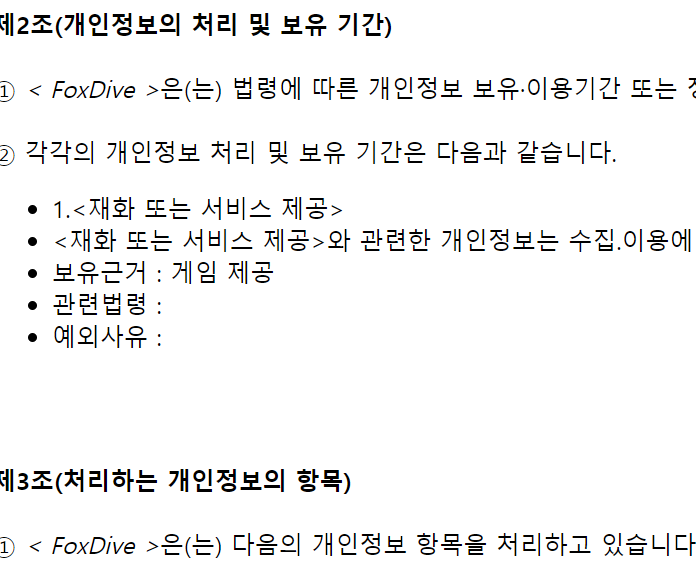 제2조(개인정보의 처리 및 보유 기간)
① < FoxDive >은(는) 법령에 따른 개인정보 보유·이용기간 또는
② 각각의 개인정보 처리 및 보유 기간은 다음과 같습니다.
• 1.<재화 또는 서비스 제공>
• <재화 또는 서비스 제공>와 관련한 개인정보는 수집.이용에
• 보유근거 : 게임 제공
• 관련법령 :
• 예외사유 :
제3조(처리하는 개인정보의 항목)
① < FoxDive >은(는) 다음의 개인정보 항목을 처리하고 있습니다